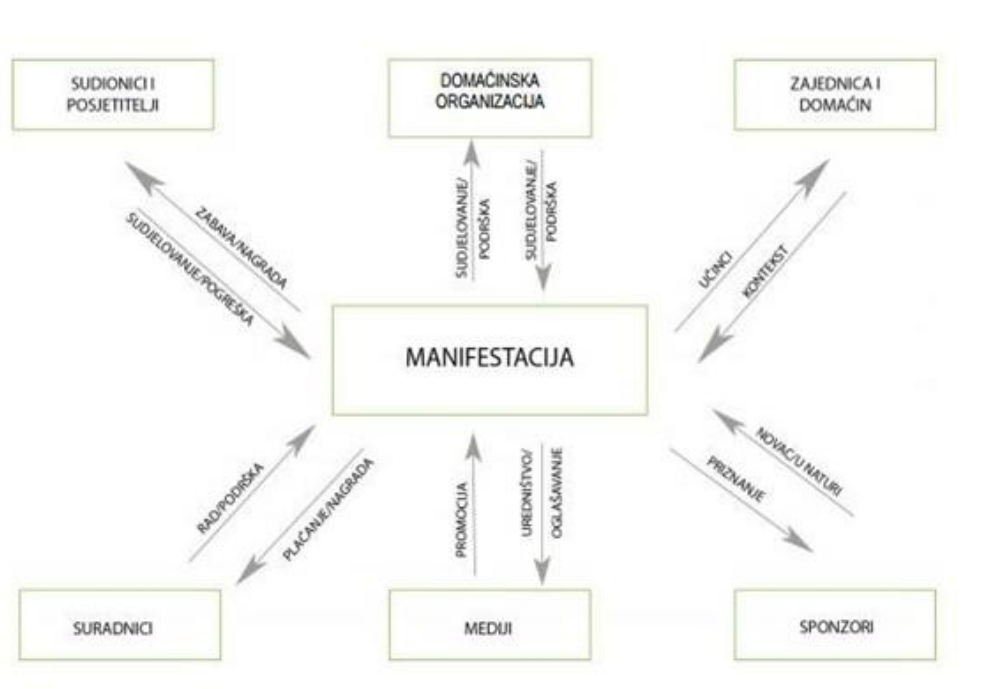 SUDIONICI I
POSJETITELJI
DOMAĆINSKA
ORGANIZACIJA
ZAJEDNICA I
DOMAĆIN
ZABAVA/NAGRADA
SUDJELOVANJE/POGREŠKA
SUDJELOVANJE/
PODRŠKA
SUDJELOVANJE/
PODRŠKA
UČINCI
KONTEKST
MANIFESTACIJA
RAD/PODRŠKA
PLAĆANJE/NAGRADA
PROMOCIJA
UREDNIŠTVO/
OGLAŠAVANJE
PRIZNANJE
NOVAC/U NATURI
SURADNICI
MEDIJI
SPONZORI